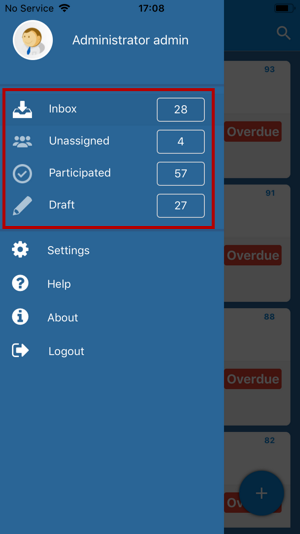 No Service 17:08
Administrator admin
93
Inbox 28
Overdue
Unassigned 4
Participated 57
91
Draft 27
Settings
Overdue
Help
About
88
Logout
Overdue
82
Overdue